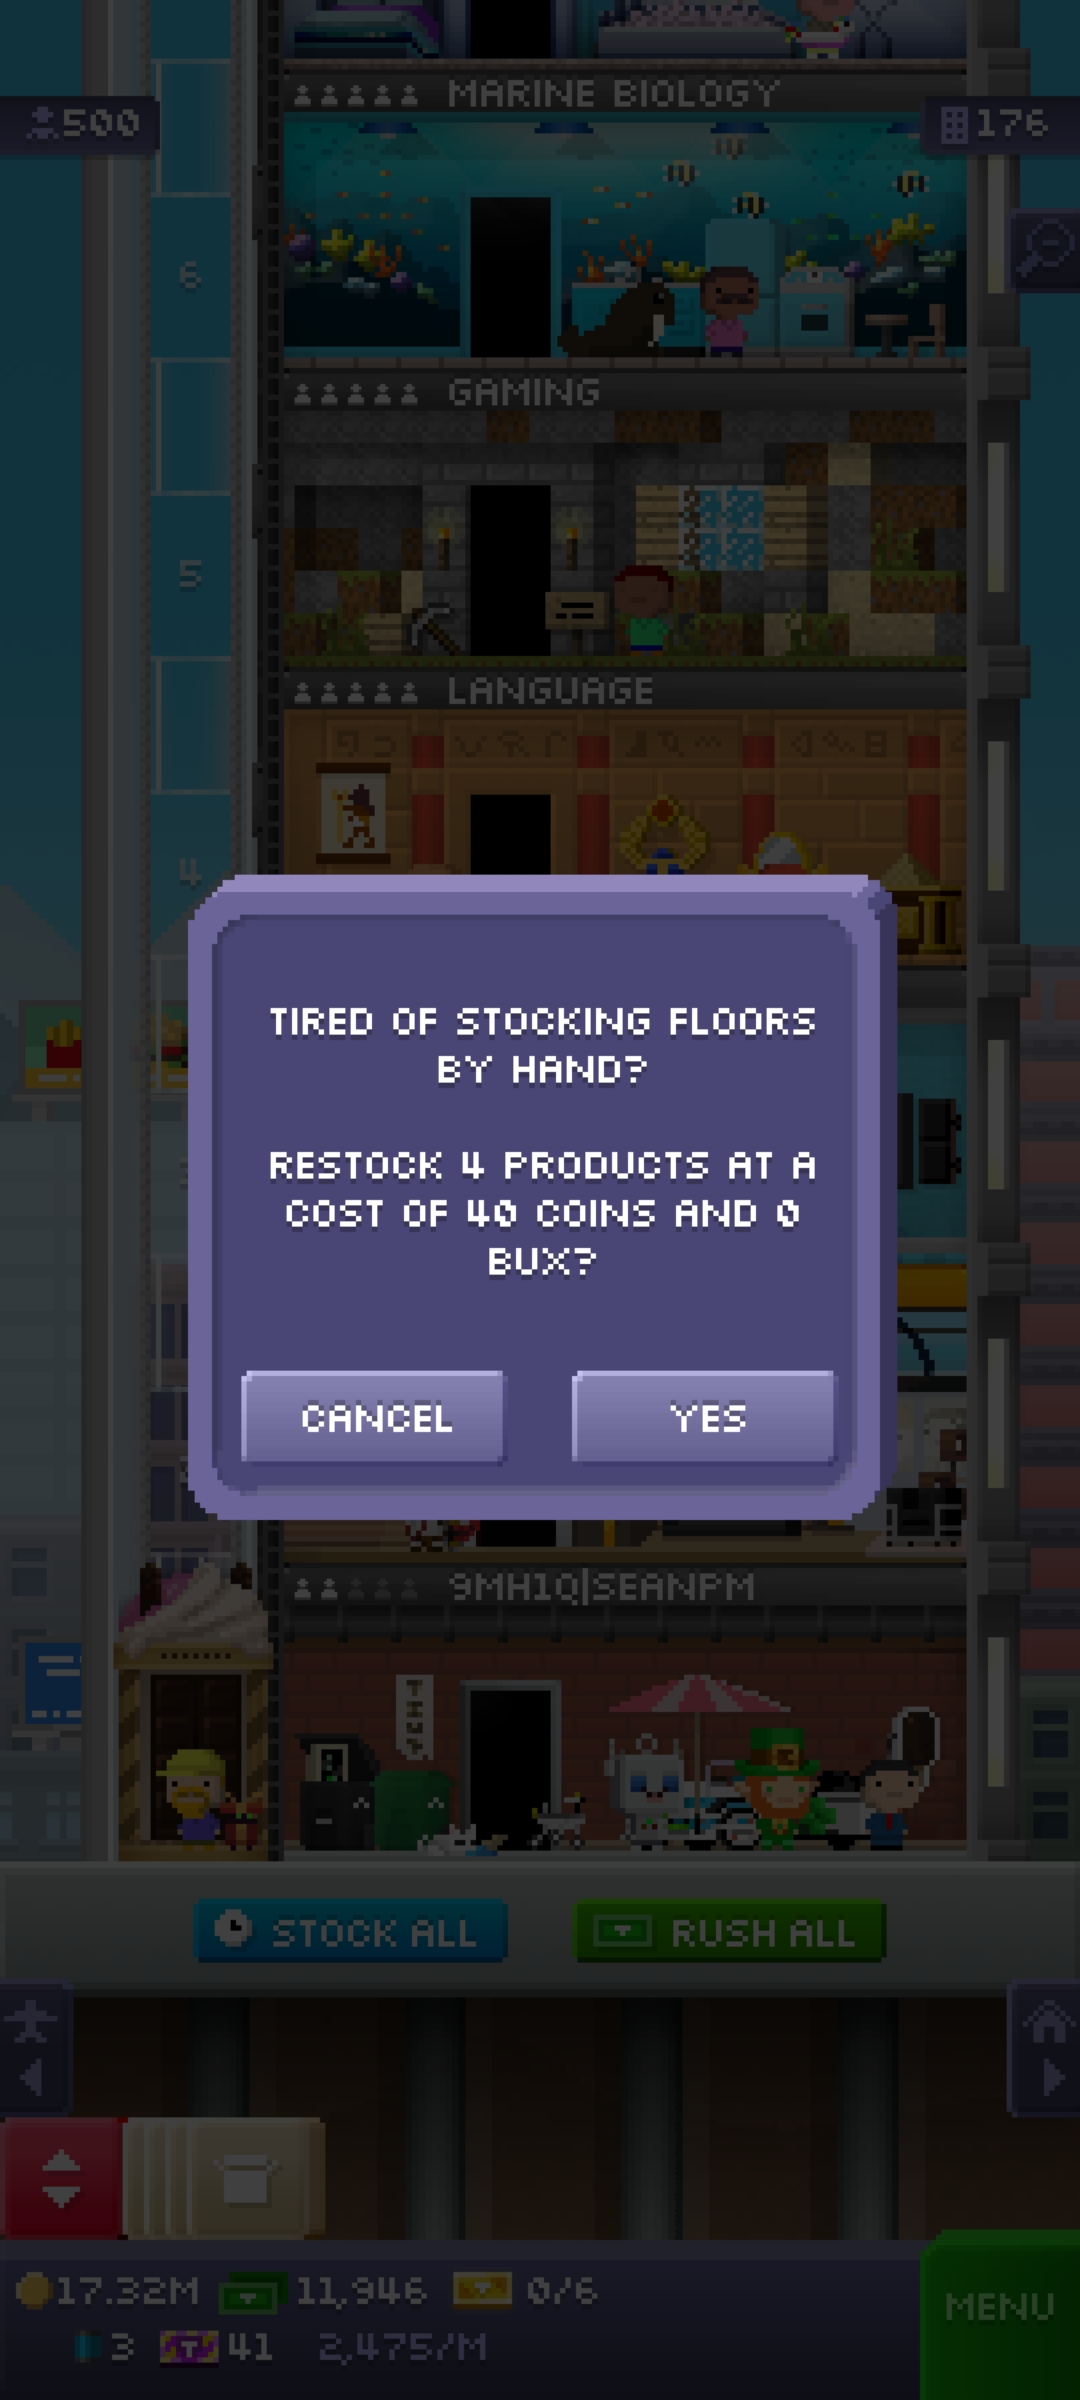 MARINE BIOLOGY
500
176
6
GAMING
5
LANGUAGE
4
TIRED OF STOCKING FLOORS
BY HAND?
RESTOCK 4 PRODUCTS AT A
COST OF 40 COINS AND 0
BUX?
CANCEL
YES
9MH1Q|SEANPM
STOCK ALL
RUSH ALL
17.32M
11,946
0/6
MENU
3
41
2,475/M